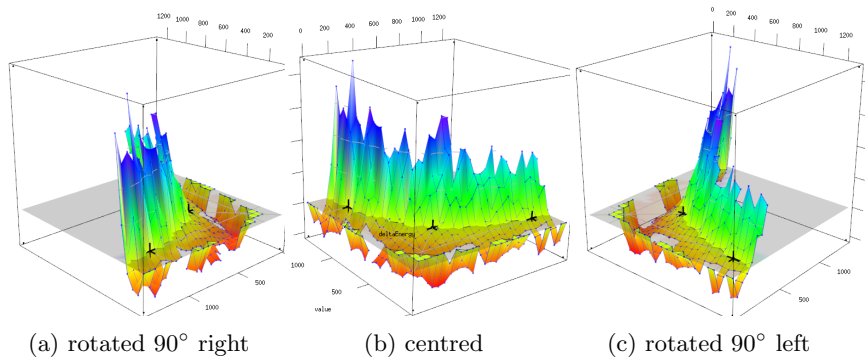 1200 1000 800 600 400 200
0 200 400 600 800 1000 1200
0 200 400 600 800 1000 1200
deltaEnergy
1000 500
1000 500
500 1000
value
(a) rotated 90° right
(b) centred
(c) rotated 90° left